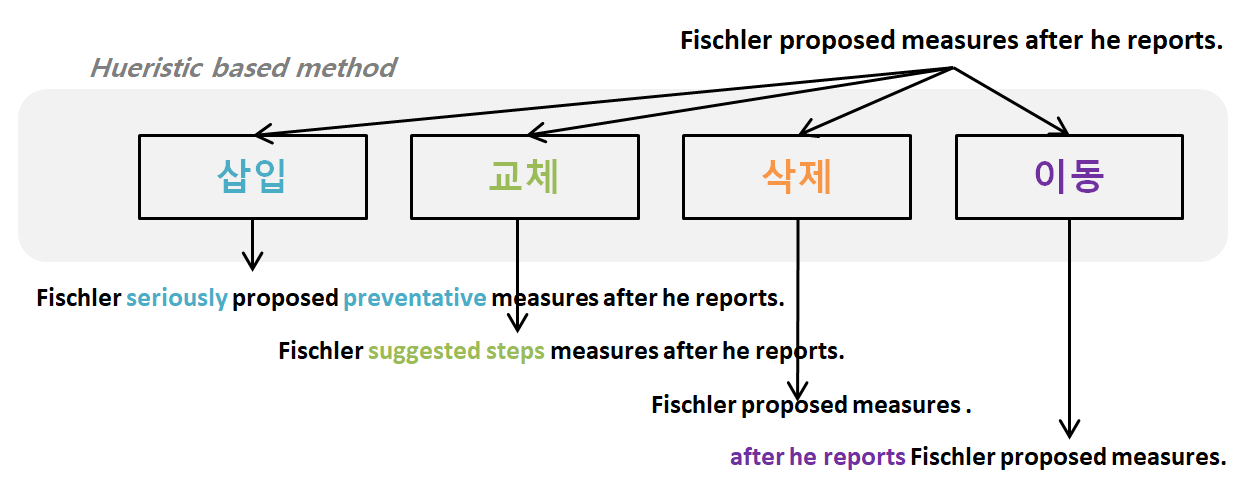 Fischler proposed measures after he reports.
Hueristic based method
삽입
교체
삭제
이동
Fischler seriously proposed preventative measures after he reports.
Fischler suggested steps measures after he reports.
Fischler proposed measures .
after he reports Fischler proposed measures.